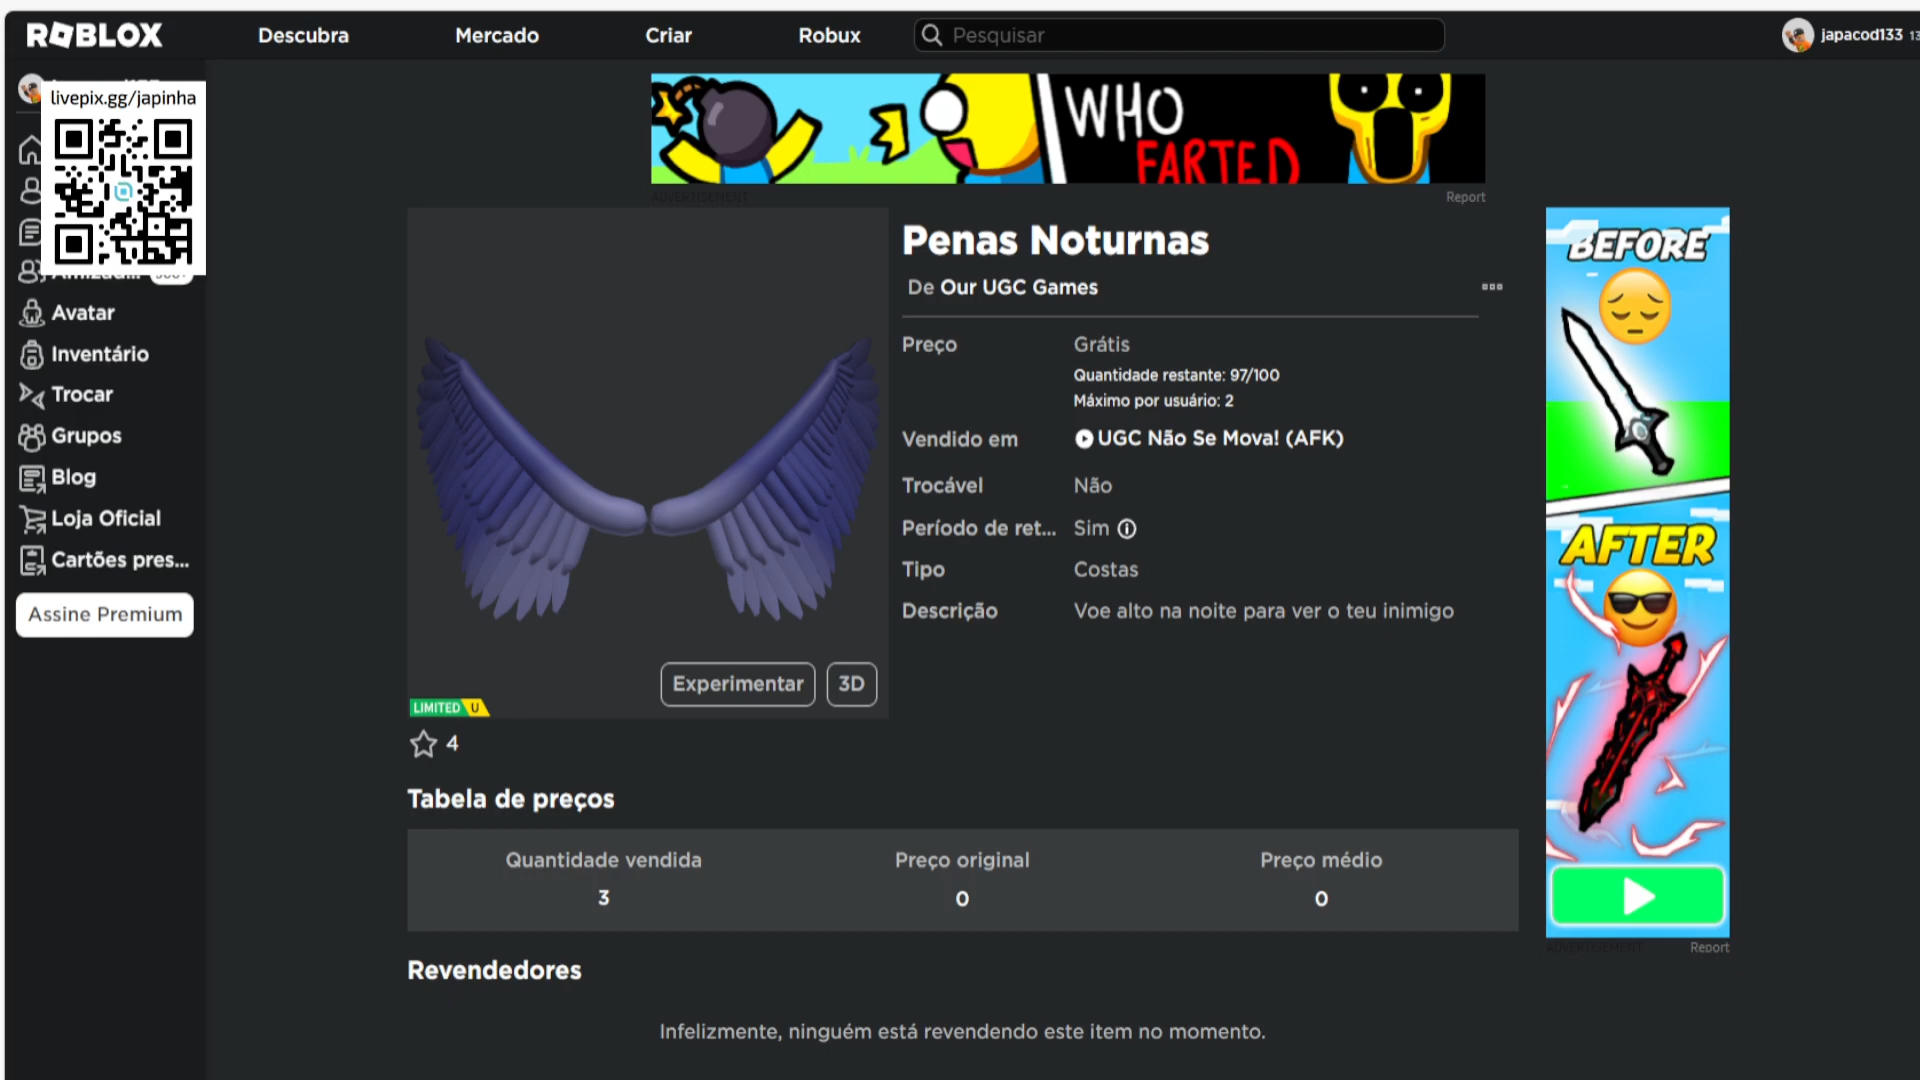 ROBLOX
Descubra
Mercado
Criar
Robux
Pesquisar
japacod133
livepix.gg/japinha
Avatar
Inventário
Trocar
Grupos
Blog
Loja Oficial
Cartões pres...
Assine Premium
WHO
FARTED
ADVERTISEMENT
Report
Penas Noturnas
De Our UGC Games
Preço
Grátis
Quantidade restante: 97/100
Máximo por usuário: 2
Vendido em
UGC Não Se Mova! (AFK)
Trocável
Não
Período de ret...
Sim
Tipo
Costas
Descrição
Voe alto na noite para ver o teu inimigo
Experimentar
3D
LIMITED U
4
Tabela de preços
Quantidade vendida
3
Preço original
0
Preço médio
0
Revendedores
Infelizmente, ninguém está revendendo este item no momento.
BEFORE
AFTER
ADVERTISEMENT
Report